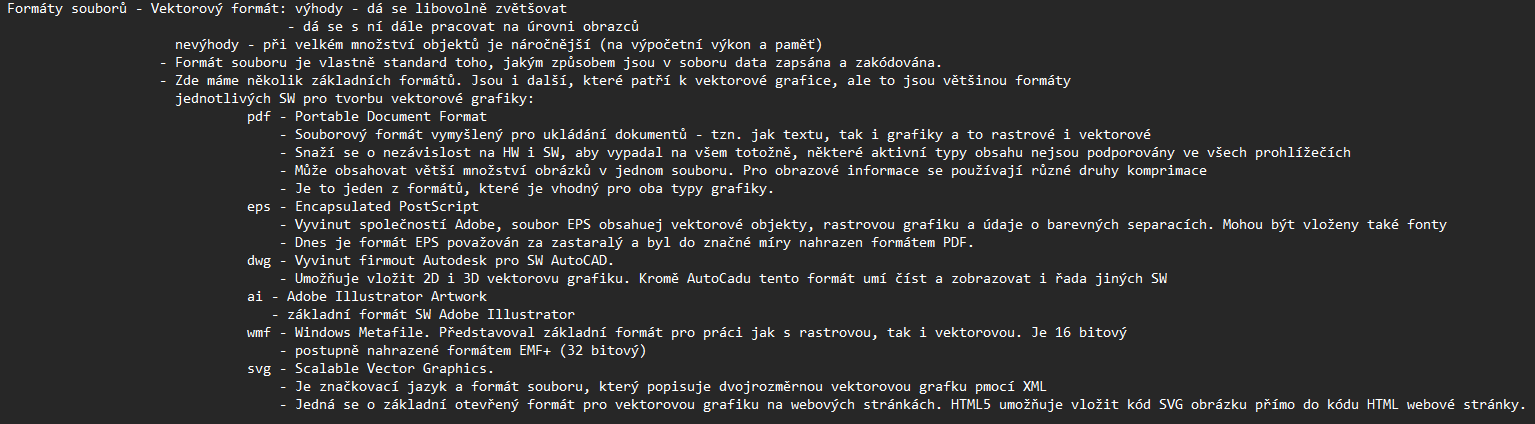 Formáty souborů - Vektorový formát: výhody - dá se libovolně zvětšovat
- dá se s ní dále pracovat na úrovni obrazců
nevýhody - při velkém množství objektů je náročnější (na výpočetní výkon a paměť)
- Formát souboru je vlastně standard toho, jakým způsobem jsou v soboru data zapsána a zakódována.
- Zde máme několik základních formátů. Jsou i další, které patří k vektorové grafice, ale to jsou většinou formáty
jednotlivých SW pro tvorbu vektorové grafiky:
pdf - Portable Document Format
- Souborový formát vymyšlený pro ukládání dokumentů - tzn. jak textu, tak i grafiky a to rastrové i vektorové
- Snaží se o nezávislost na HW i SW, aby vypadal na všem totožně, některé aktivní typy obsahu nejsou podporovány ve všech prohlížečích
- Může obsahovat větší množství obrázků v jednom souboru. Pro obrazové informace se používají různé druhy komprimace
- Je to jeden z formátů, které je vhodný pro oba typy grafiky.
eps - Encapsulated PostScript
- Vyvinut společností Adobe, soubor EPS obsahuej vektorové objekty, rastrovou grafiku a údaje o barevných separacích. Mohou být vloženy také fonty
- Dnes je formát EPS považován za zastaralý a byl do značné míry nahrazen formátem PDF.
dwg - Vyvinut firmout Autodesk pro SW AutoCAD.
- Umožňuje vložit 2D i 3D vektorovu grafiku. Kromě AutoCadu tento formát umí číst a zobrazovat i řada jiných SW
ai - Adobe Illustrator Artwork
- základní formát SW Adobe Illustrator
wmf - Windows Metafile. Představoval základní formát pro práci jak s rastrovou, tak i vektorovou. Je 16 bitový
- postupně nahrazené formátem EMF+ (32 bitový)
svg - Scalable Vector Graphics.
- Je značkovací jazyk a formát souboru, který popisuje dvojrozměrnou vektorovou grafku pmocí XML
- Jedná se o základní otevřený formát pro vektorovou grafiku na webových stránkách. HTML5 umožňuje vložit kód SVG obrázku přímo do kódu HTML webové stránky.